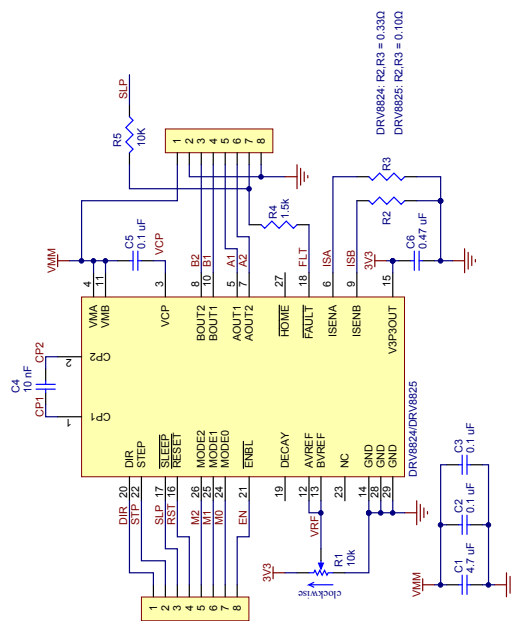 C4
10 nF
CP1
CP2
1
2
CP1
CP2
DIR
20
DIR
STP
22
STEP
SLP
17
SLEEP
RST
16
RESET
M2
26
MODE2
M1
25
MODE1
M0
24
MODE0
EN
21
ENBL
19
DECAY
12
AVREF
13
BVREF
VRF
23
NC
14
GND
28
GND
29
GND
3V3
R1
10k
clockwise
1
2
3
4
5
6
7
8
VMM
4
VMA
11
VMB
C5
0.1 uF
VCP
3
VCP
B2
8
BOUT2
B1
10
BOUT1
A1
5
AOUT1
A2
7
AOUT2
27
HOME
FLT
18
FAULT
ISA
6
ISENA
ISB
9
ISENB
3V3
15
V3P3OUT
C6
0.47 uF
R4
1.5k
R5
10K
SLP
1
2
3
4
5
6
7
8
R2
R3
DRV8824: R2,R3 = 0.33Ω
DRV8825: R2,R3 = 0.10Ω
DRV8824/DRV8825
VMM
C1
4.7 uF
C2
0.1 uF
C3
0.1 uF